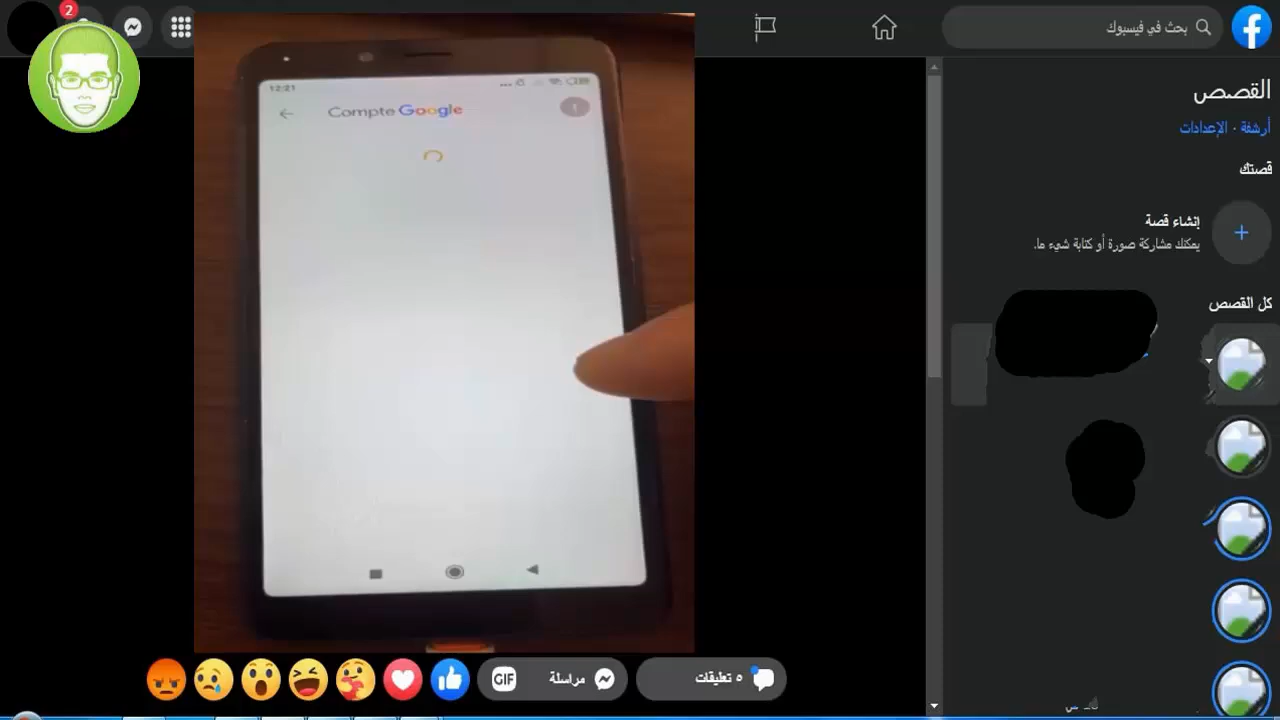 2
بحث في فيسبوك
القصص
أرشفة · الإعدادات
قصتك
إنشاء قصة
يمكنك مشاركة صورة أو كتابة شيء ما.
كل القصص
12:21
Compte Google
GIF
مراسلة
٥ تعليقات